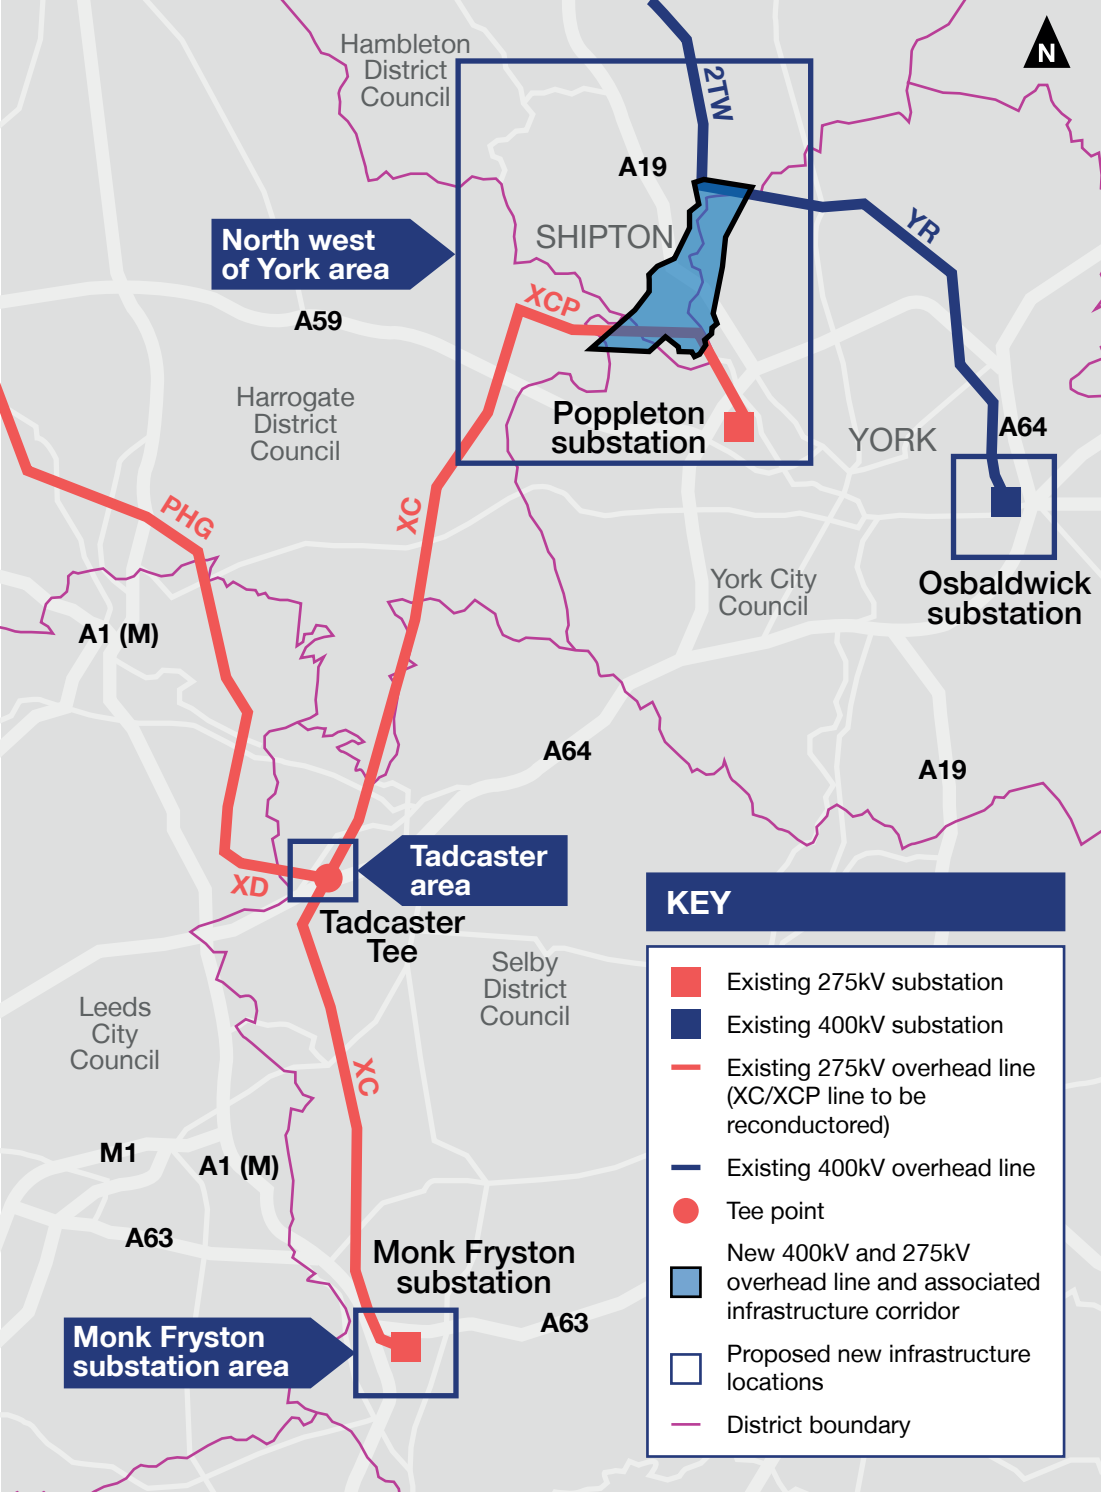 Hambleton
District
Council
N
2TW
A19
North west
of York area
SHIPTON
YR
XCP
A59
Harrogate
District
Council
Poppleton
substation
YORK
A64
XC
PHG
Osbaldwick
substation
York City
Council
A1 (M)
A64
A19
Tadcaster
area
XD
Tadcaster
Tee
Selby
District
Council
Leeds
City
Council
XC
M1
A1 (M)
A63
Monk Fryston
substation
A63
Monk Fryston
substation area
KEY
Existing 275kV substation
Existing 400kV substation
Existing 275kV overhead line
(XC/XCP line to be
reconductored)
Existing 400kV overhead line
Tee point
New 400kV and 275kV
overhead line and associated
infrastructure corridor
Proposed new infrastructure
locations
District boundary